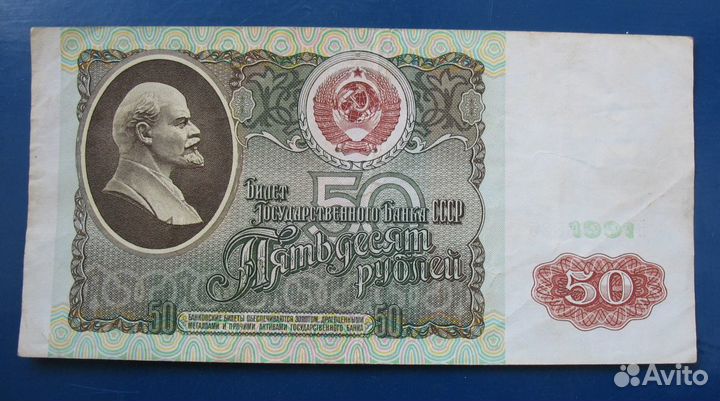 50
Билет
Государственного Банка СССР
Пятьдесят
рублей
50
БАНКОВСКИЕ БИЛЕТЫ ОБЕСПЕЧИВАЮТСЯ ЗОЛОТОМ, ДРАГОЦЕННЫМИ
МЕТАЛЛАМИ И ПРОЧИМИ АКТИВАМИ ГОСУДАРСТВЕННОГО БАНКА
50
1991
50
Avito